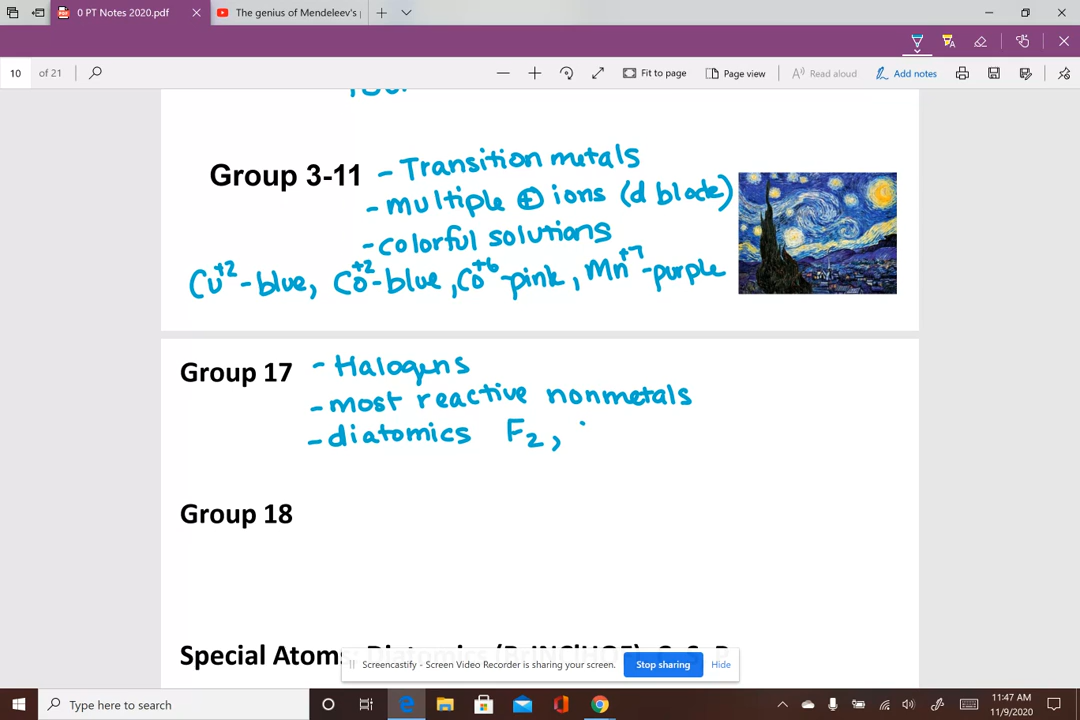 0 PT Notes 2020.pdf
The genius of Mendeleev's
10 of 21
Fit to page
Page view
Read aloud
Add notes
Group 3-11
- Transition metals
- multiple ⊕ ions (d block)
- colorful solutions
Cu+2-blue, Co+2-blue, Co+6-pink, Mn+7-purple
Group 17
- Halogens
- most reactive nonmetals
- diatomics F2,
Group 18
Special Atoms: Diatomics (BrINClHOF), C, S, P
Screencastify - Screen Video Recorder is sharing your screen.
Stop sharing
Hide
Type here to search
11:47 AM
11/9/2020